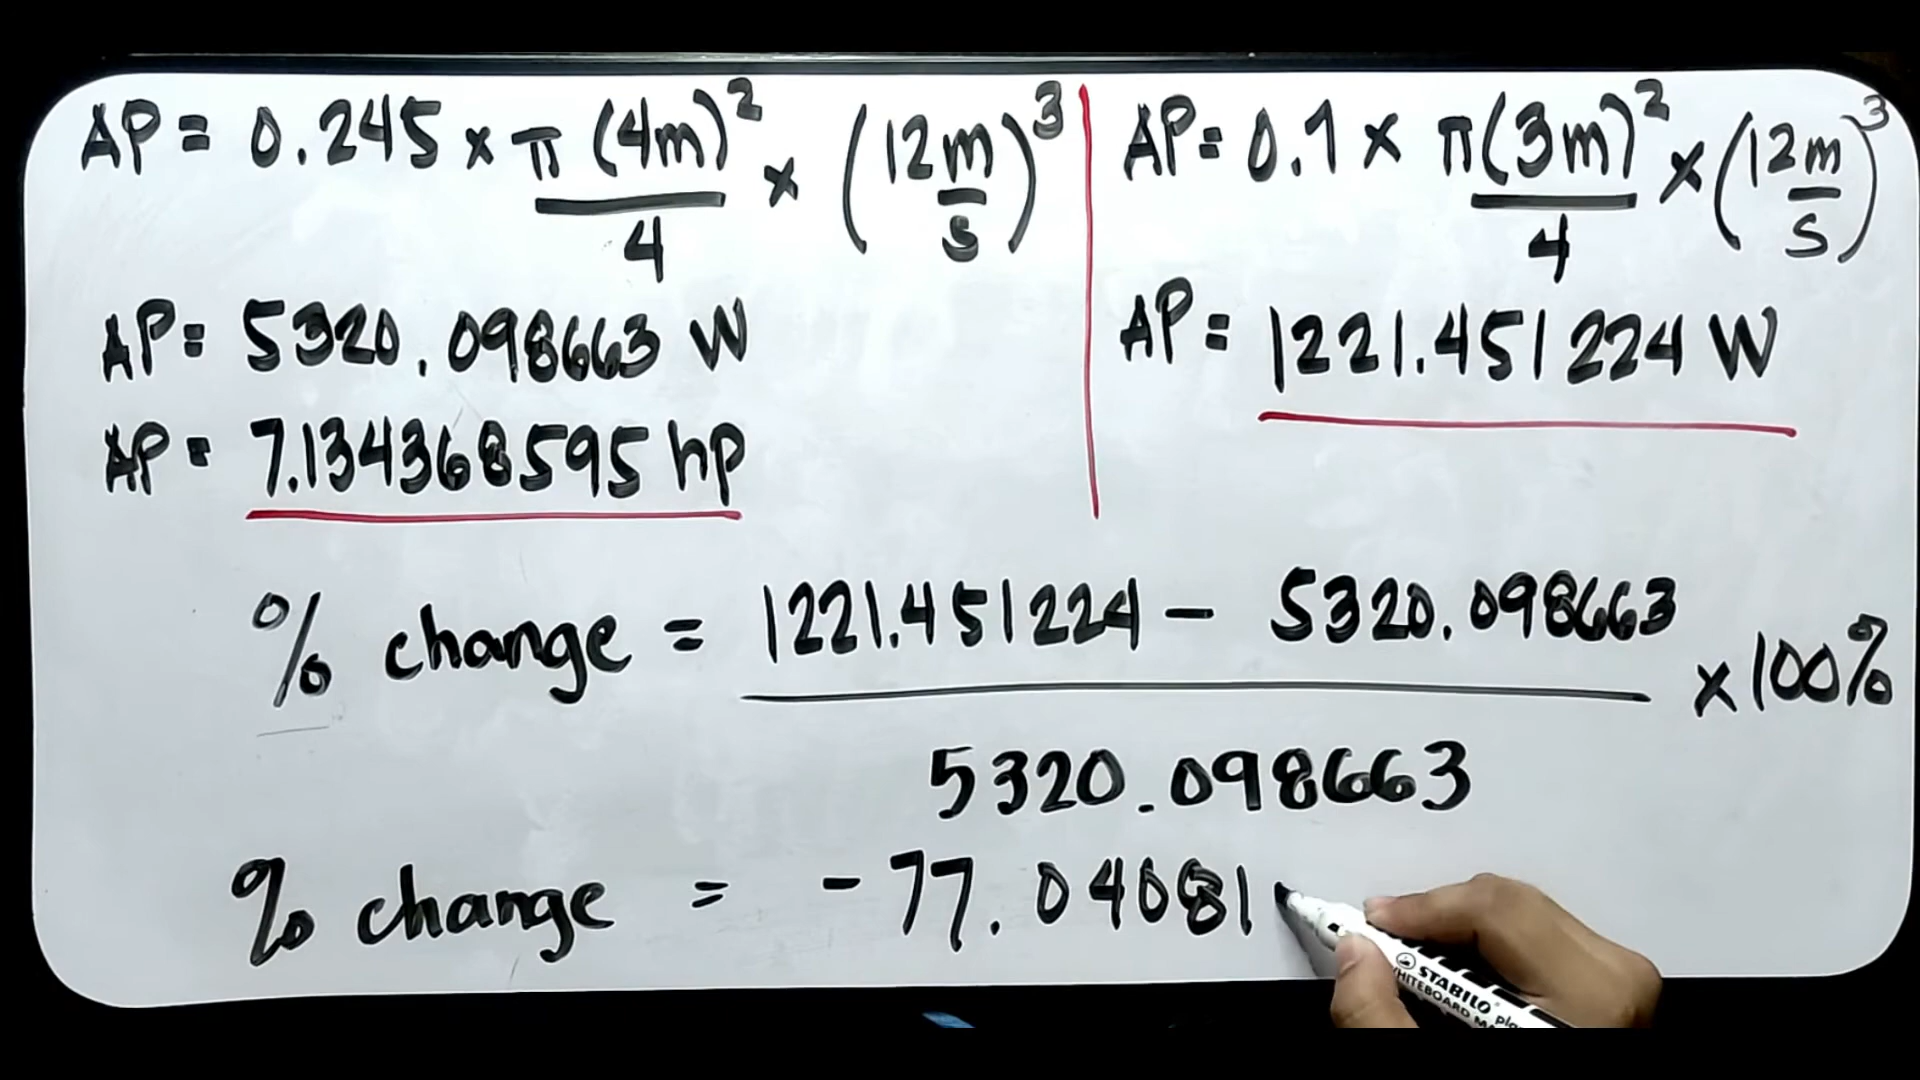 AP = 0.245 × π (4m)² / 4 × (12 m/s)³
AP = 5320.098663 W
AP = 7.134368595 hp
AP = 0.1 × π(3m)² / 4 × (12 m/s)³
AP = 1221.451224 W
% change = 1221.451224 – 5320.098663 / 5320.098663 × 100%
% change = -77.04081
STABILO
WHITEBOARD